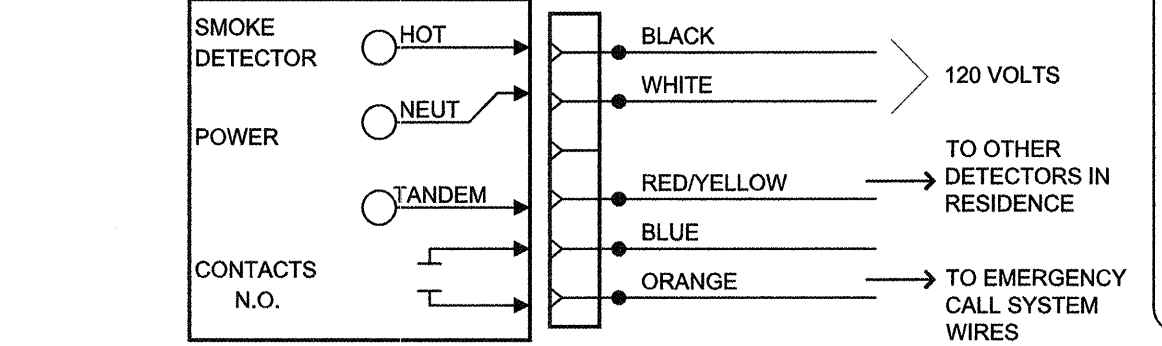 SMOKE
DETECTOR
HOT
BLACK
WHITE
120 VOLTS
NEUT
POWER
TANDEM
RED/YELLOW
TO OTHER
DETECTORS IN
RESIDENCE
BLUE
CONTACTS
N.O.
ORANGE
TO EMERGENCY
CALL SYSTEM
WIRES